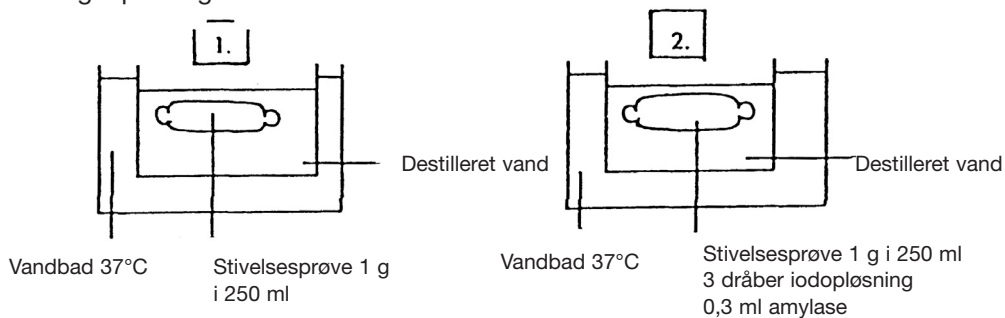 1.
2.
Destilleret vand
Destilleret vand
Vandbad 37°C
Stivelsesprøve 1 g
i 250 ml
Vandbad 37°C
Stivelsesprøve 1 g i 250 ml
3 dråber iodopløsning
0,3 ml amylase